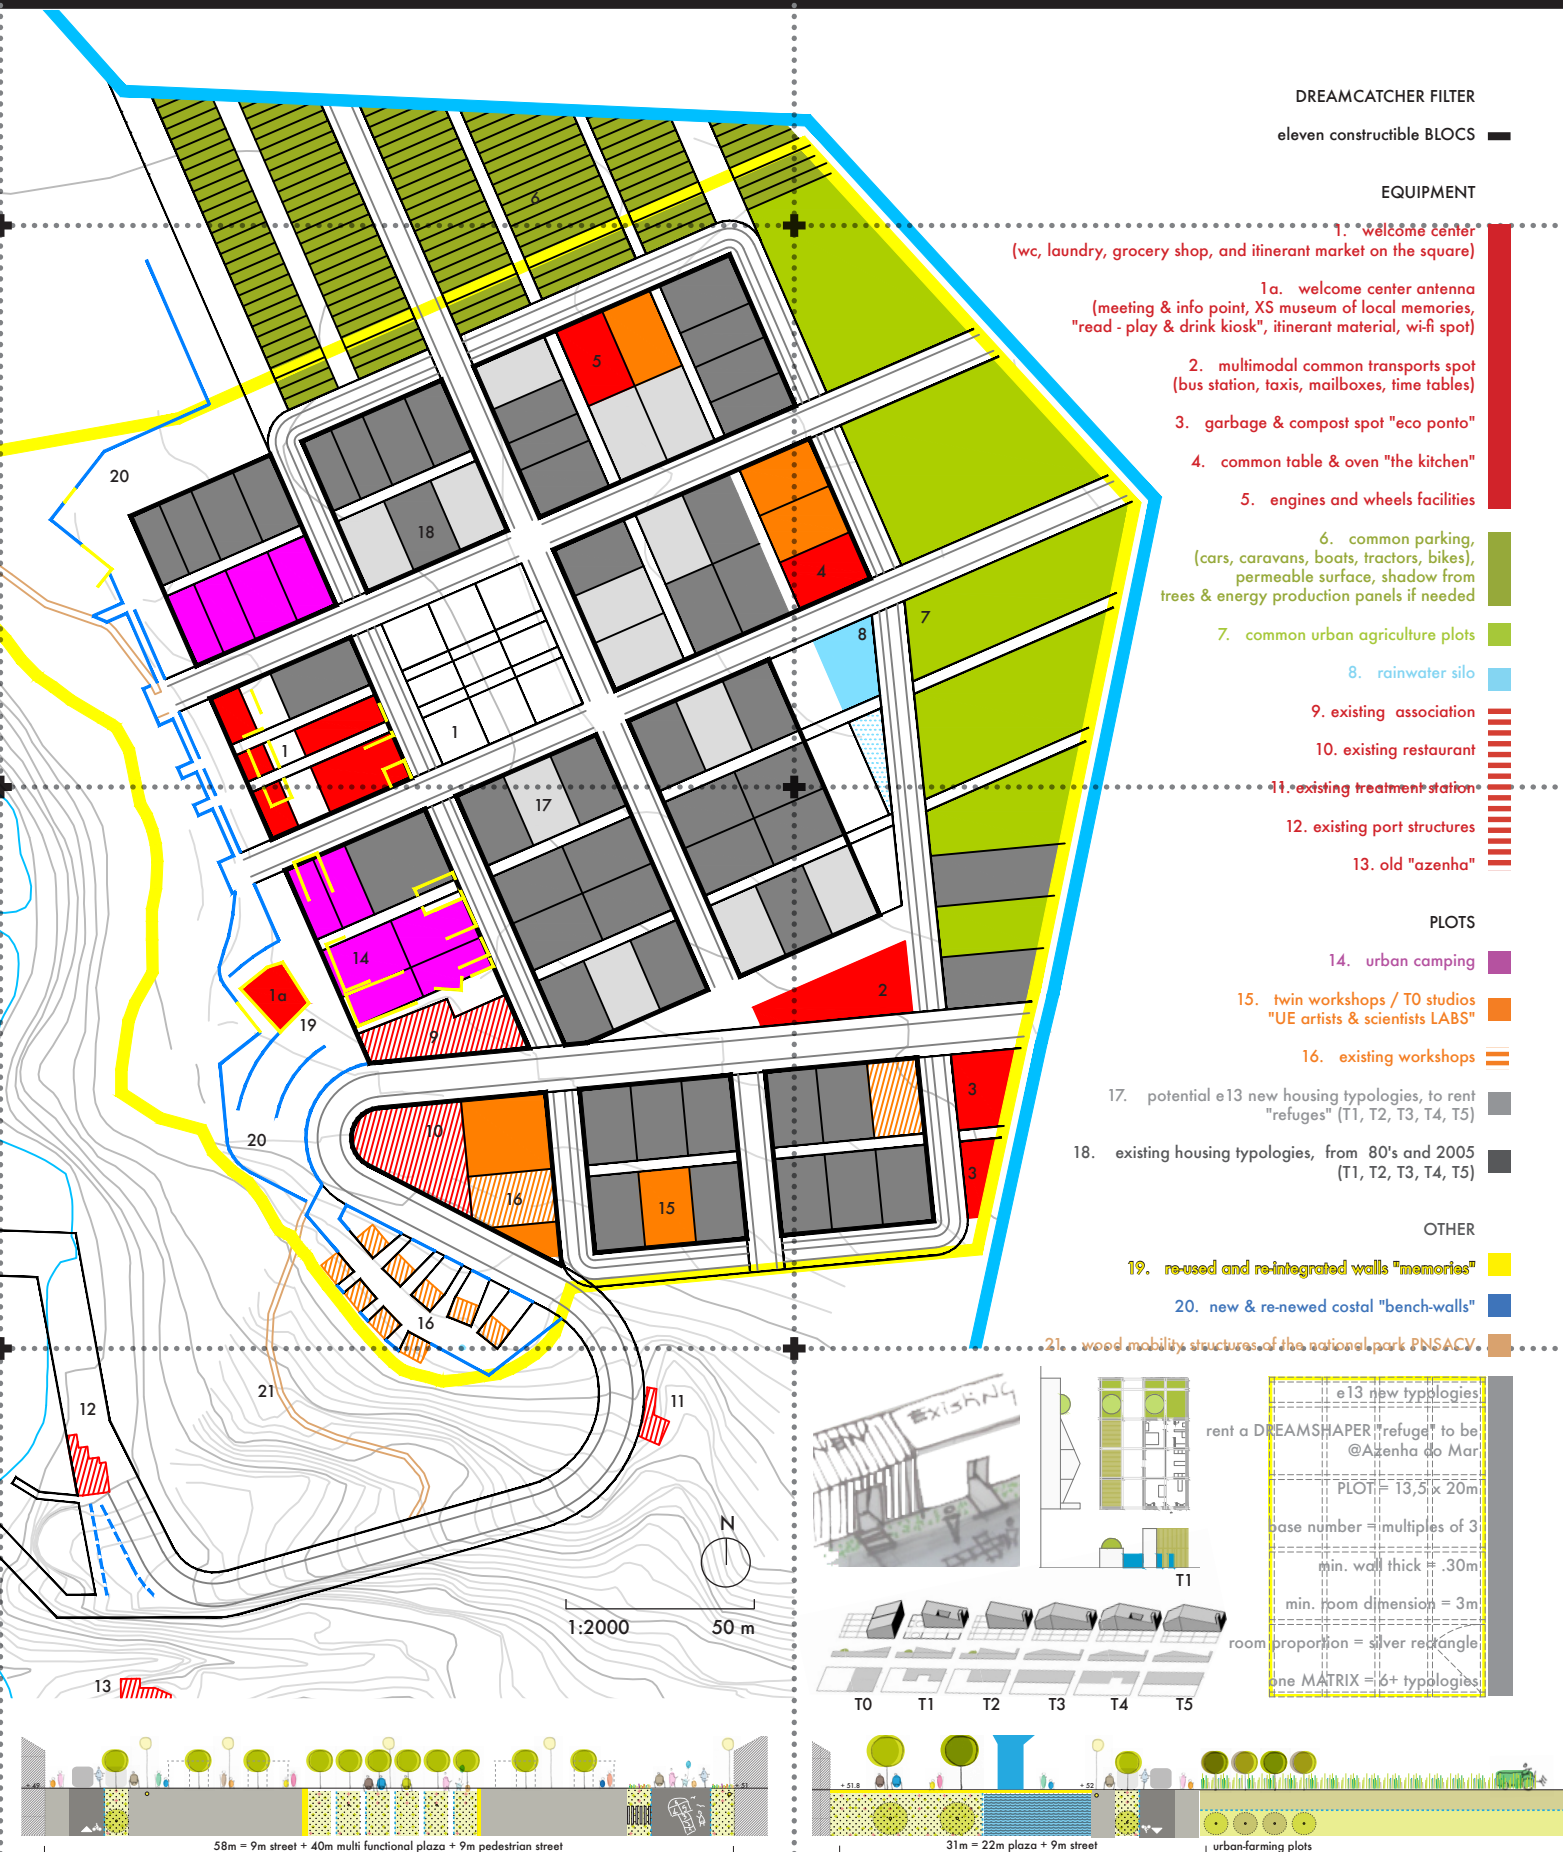 DREAMCATCHER FILTER
eleven constructible BLOCS
EQUIPMENT
1. welcome center
(wc, laundry, grocery shop, and itinerant market on the square)
1a. welcome center antenna
(meeting & info point, XS museum of local memories,
"read - play & drink kiosk", itinerant material, wi-fi spot)
2. multimodal common transports spot
(bus station, taxis, mailboxes, time tables)
3. garbage & compost spot "eco ponto"
4. common table & oven "the kitchen"
5. engines and wheels facilities
6. common parking,
(cars, caravans, boats, tractors, bikes),
permeable surface, shadow from
trees & energy production panels if needed
7. common urban agriculture plots
8. rainwater silo
9. existing association
10. existing restaurant
11. existing treatment station
12. existing port structures
13. old "azenha"
PLOTS
14. urban camping
15. twin workshops / T0 studios
"UE artists & scientists LABS"
16. existing workshops
17. potential e13 new housing typologies, to rent
"refuges" (T1, T2, T3, T4, T5)
18. existing housing typologies, from 80's and 2005
(T1, T2, T3, T4, T5)
OTHER
19. re-used and re-integrated walls "memories"
20. new & re-newed costal "bench-walls"
21. wood mobility structures of the national park PNSACV
6
5
20
18
4
8
7
1
1
17
14
2
1a
19
9
3
10
20
3
16
15
16
21
12
11
13
N
1:2000 50 m
Existing
T1
e13 new typologies
rent a DREAMSHAPER "refuge" to be
@Azenha do Mar
PLOT = 13,5 x 20m
base number = multiples of 3
min. wall thick = .30m
min. room dimension = 3m
room proportion = silver rectangle
one MATRIX = 6+ typologies
T0 T1 T2 T3 T4 T5
+ 49
+ 51
+ 51.8
+ 52
58m = 9m street + 40m multi functional plaza + 9m pedestrian street
31m = 22m plaza + 9m street
urban-farming plots